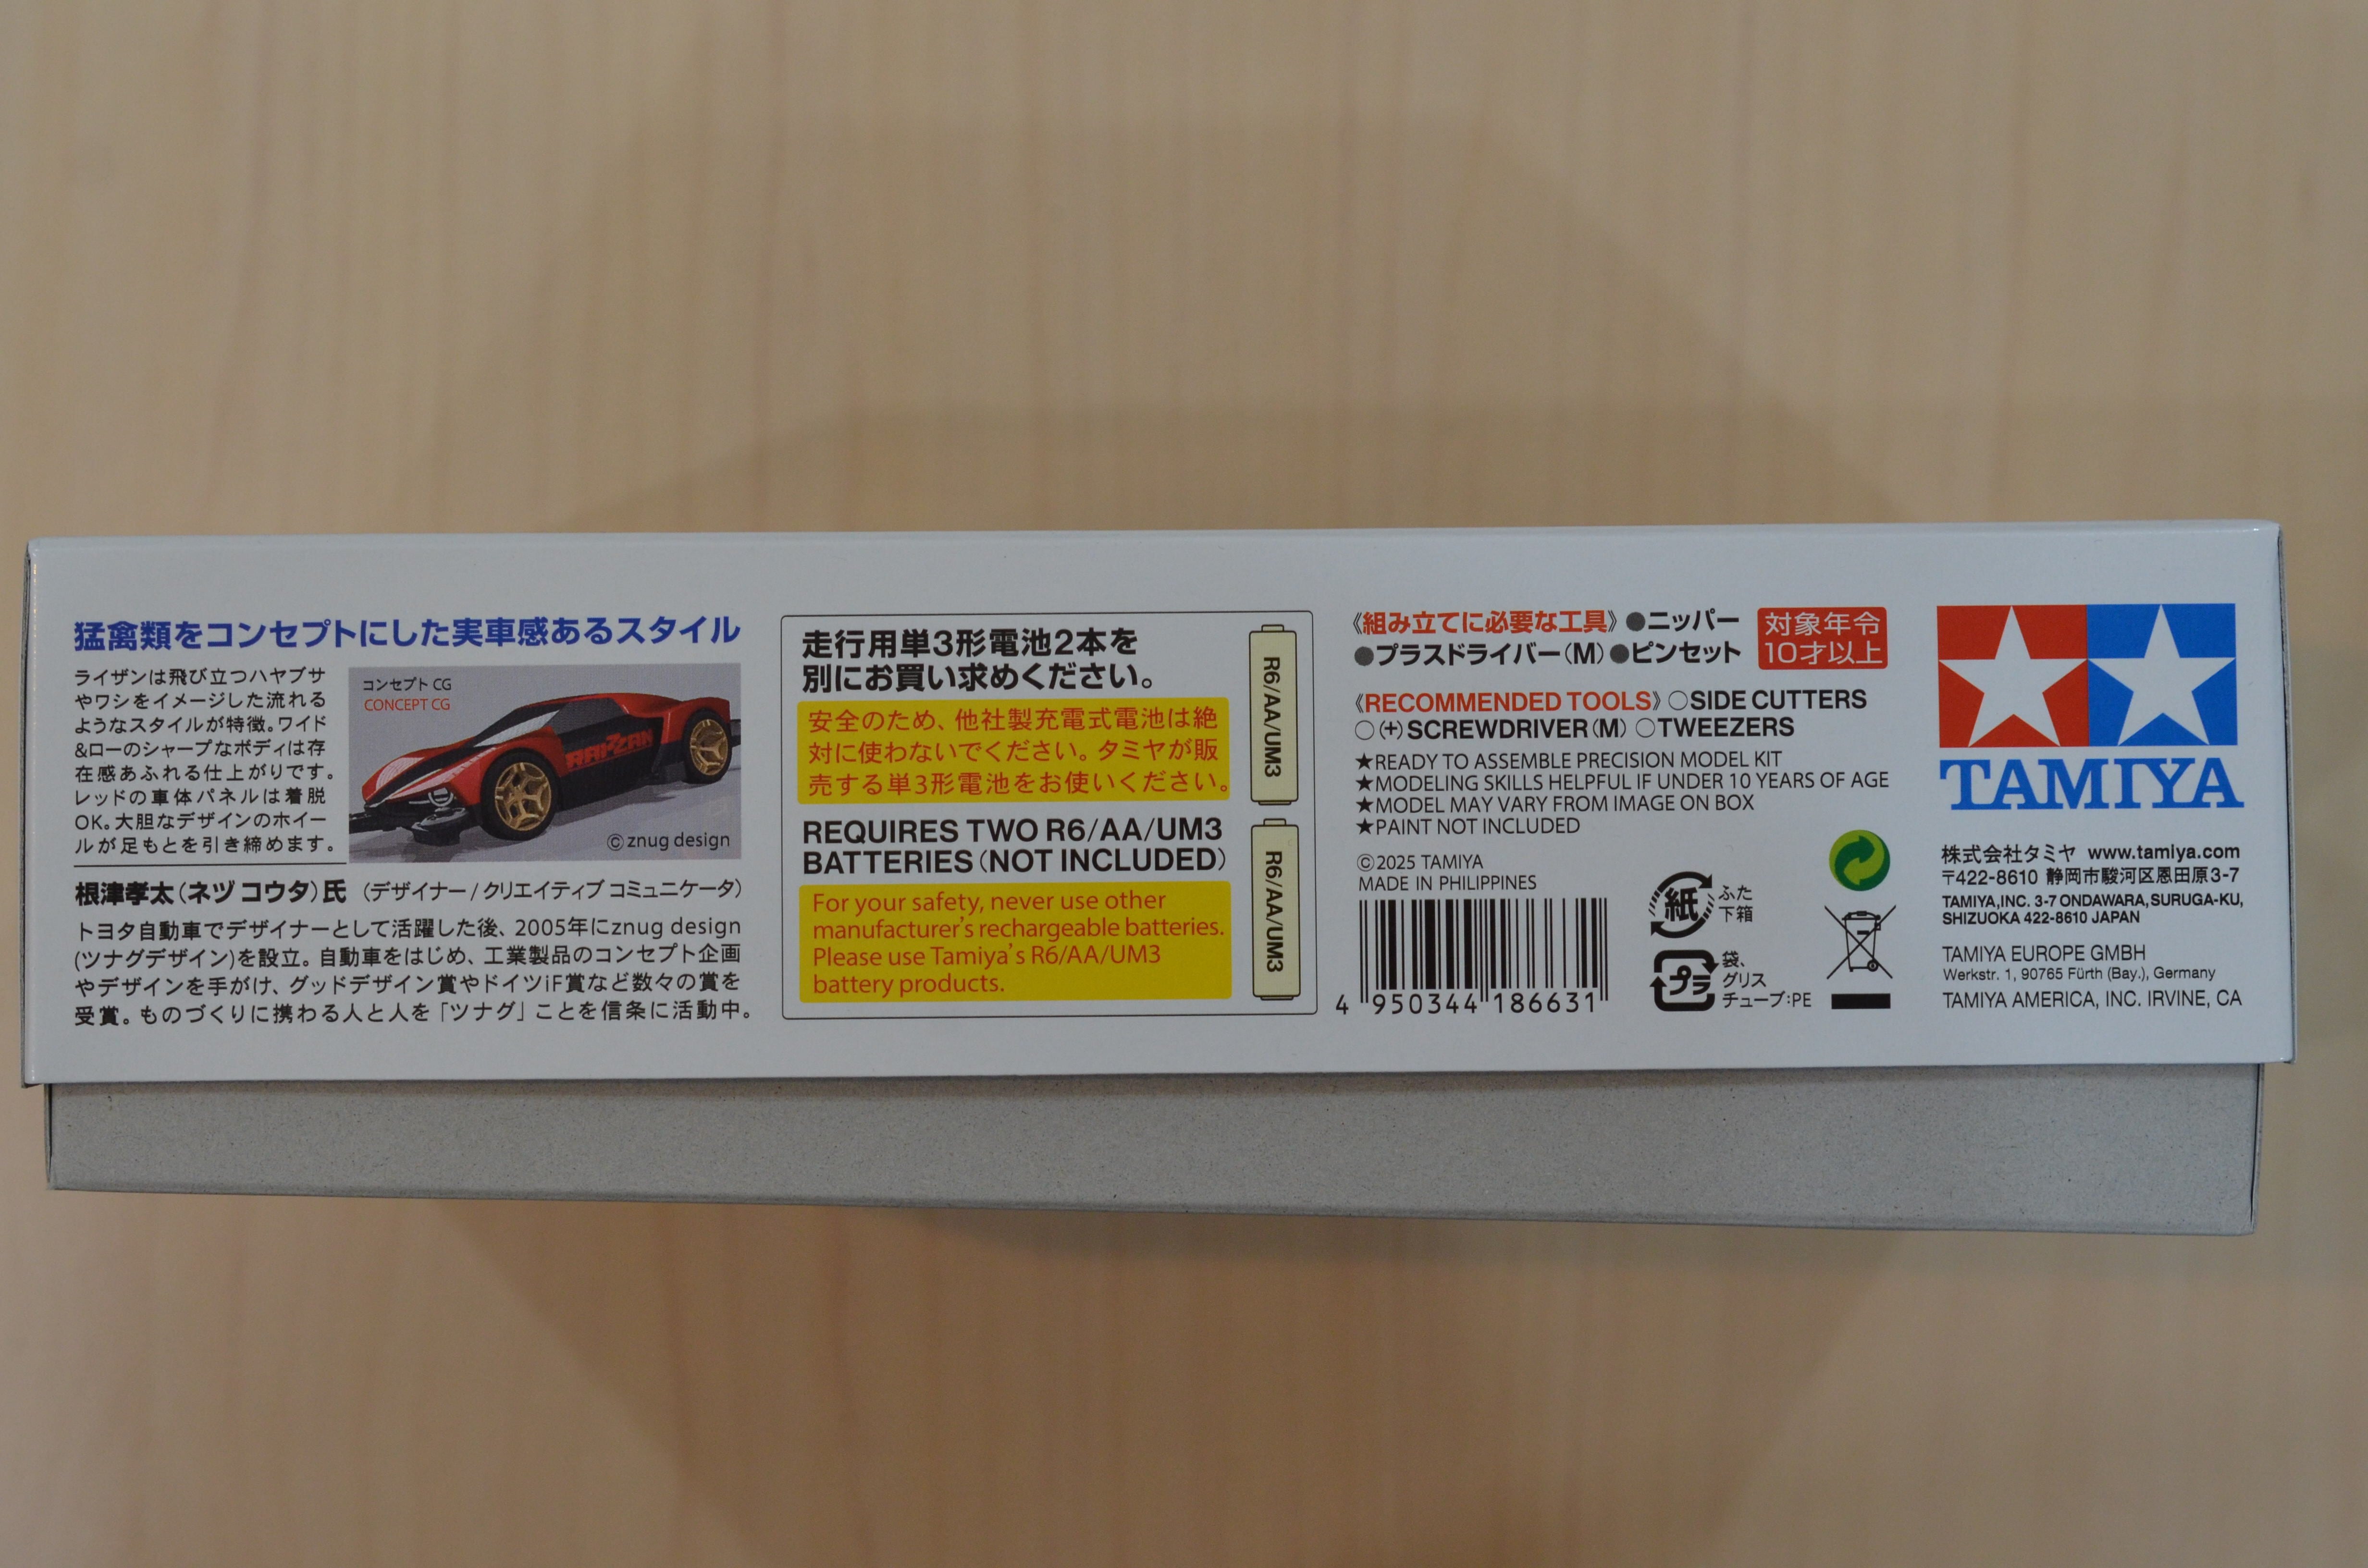 猛禽類をコンセプトにした実車感あるスタイル
ライザンは飛び立つハヤブサ
やワシをイメージした流れる
ようなスタイルが特徴。ワイド
&ローのシャープなボディは存
在感あふれる仕上がりです。
レッドの車体パネルは着脱
OK。大胆なデザインのホイー
ルが足もとを引き締めます。
コンセプト CG
CONCEPT CG
RAIZAN
©znug design
根津孝太(ネヅ コウタ)氏 (デザイナー/クリエイティブ コミュニケータ)
トヨタ自動車でデザイナーとして活躍した後、2005年にznug design
(ツナグデザイン)を設立。自動車をはじめ、工業製品のコンセプト企画
やデザインを手がけ、グッドデザイン賞やドイツiF賞など数々の賞を
受賞。ものづくりに携わる人と人を「ツナグ」ことを信条に活動中。
走行用単3形電池2本を
別にお買い求めください。
安全のため、他社製充電式電池は絶
対に使わないでください。タミヤが販
売する単3形電池をお使いください。
REQUIRES TWO R6/AA/UM3
BATTERIES (NOT INCLUDED)
For your safety, never use other
manufacturer's rechargeable batteries.
Please use Tamiya's R6/AA/UM3
battery products.
R6/AA/UM3
R6/AA/UM3
《組み立てに必要な工具》●ニッパー
●プラスドライバー(M) ●ピンセット
対象年令
10才以上
《RECOMMENDED TOOLS》○SIDE CUTTERS
○(+) SCREWDRIVER (M) ○TWEEZERS
★READY TO ASSEMBLE PRECISION MODEL KIT
★MODELING SKILLS HELPFUL IF UNDER 10 YEARS OF AGE
★MODEL MAY VARY FROM IMAGE ON BOX
★PAINT NOT INCLUDED
©2025 TAMIYA
MADE IN PHILIPPINES
4 950344 186631
紙
ふた
下箱
プラ
袋、
グリス
チューブ:PE
TAMIYA
株式会社タミヤ www.tamiya.com
〒422-8610 静岡市駿河区恩田原3-7
TAMIYA,INC. 3-7 ONDAWARA,SURUGA-KU,
SHIZUOKA 422-8610 JAPAN
TAMIYA EUROPE GMBH
Werkstr. 1, 90765 Fürth (Bay.), Germany
TAMIYA AMERICA, INC. IRVINE, CA